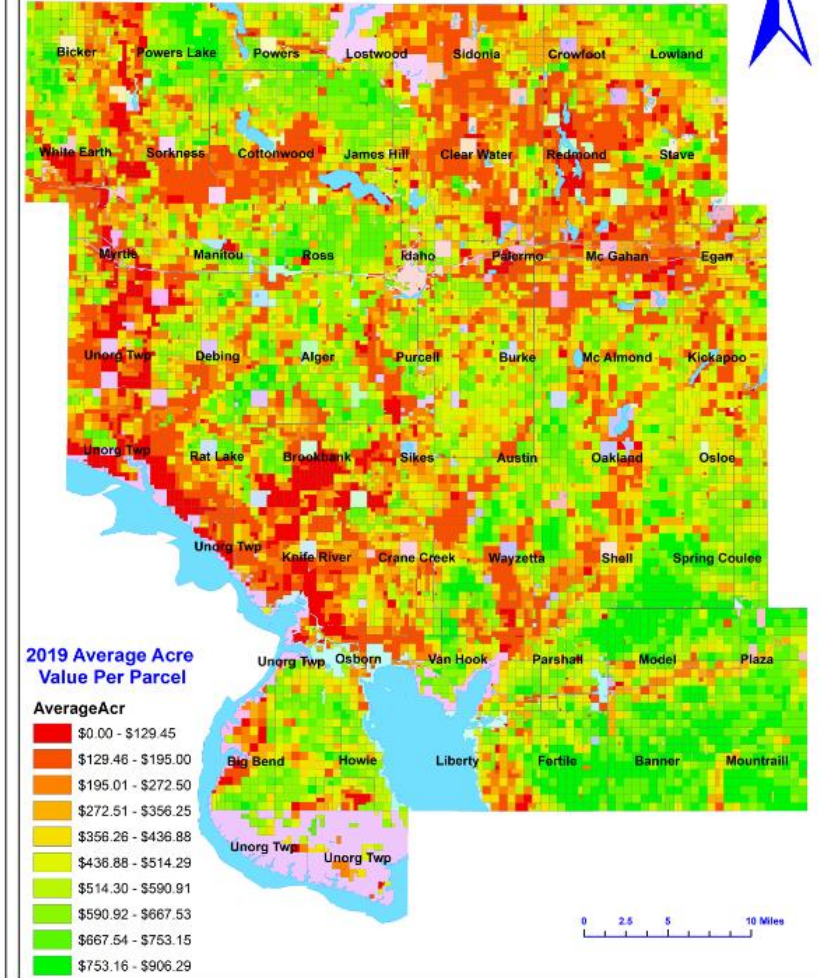 Bicker Powers Lake Powers Lostwood Sidonia Crowfoot Lowland
White Earth Sorkness Cottonwood James Hill Clear Water Redmond Stave
Myrtle Manitou Ross Idaho Palermo Mc Gahan Egan
Unorg Twp Debing Alger Purcell Burke Mc Almond Kickapoo
Unorg Twp Rat Lake Brookbank Sikes Austin Oakland Osloe
Unorg Twp Knife River Crane Creek Wayzetta Shell Spring Coulee
Unorg Twp Osborn Van Hook Parshall Model Plaza
Big Bend Howie Liberty Fertile Banner Mountraill
Unorg Twp Unorg Twp
2019 Average Acre
Value Per Parcel
AverageAcr
$0.00 - $129.45
$129.46 - $195.00
$195.01 - $272.50
$272.51 - $356.25
$356.26 - $436.88
$436.88 - $514.29
$514.30 - $590.91
$590.92 - $667.53
$667.54 - $753.15
$753.16 - $906.29
0 2.5 5 10 Miles